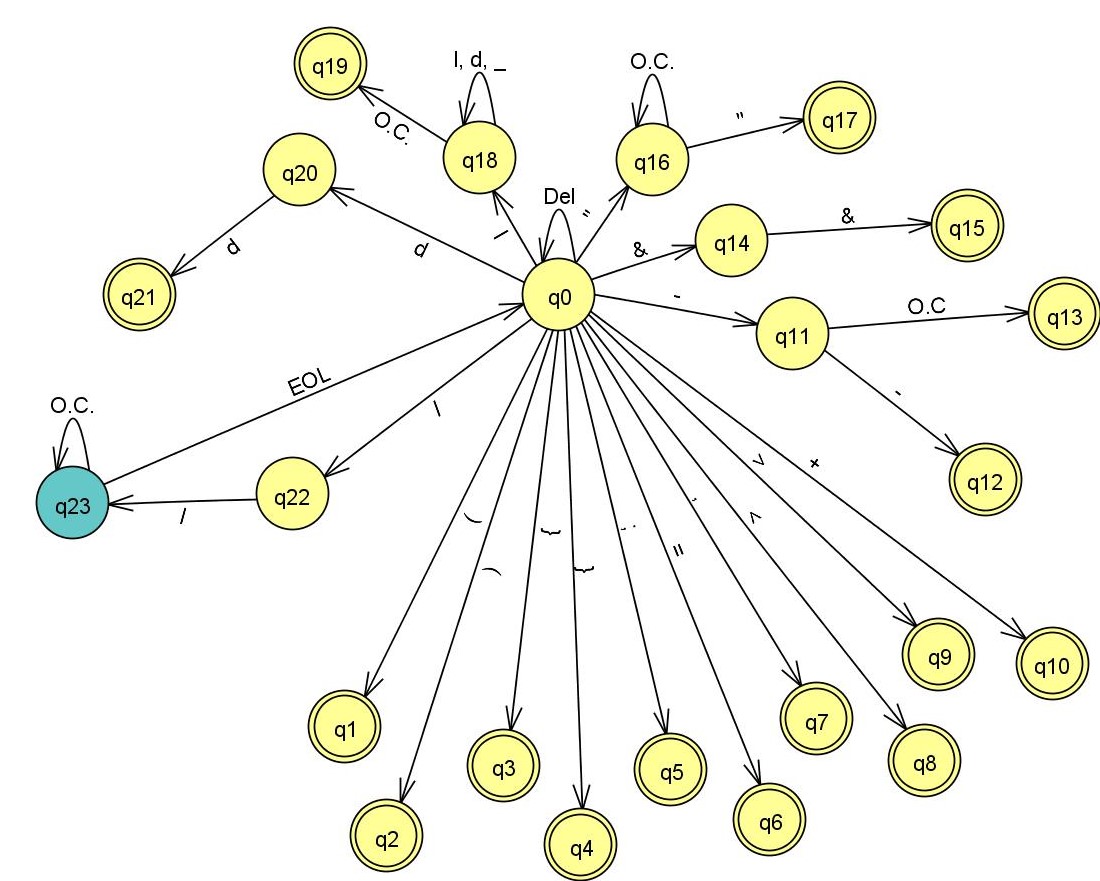 q19
l, d, _
O.C.
O.C.
q18
q16
"
q17
q20
Del
l
"
&
q14
&
q15
d
d
q21
q0
-
q11
O.C
q13
EOL
O.C.
/
-
q12
q23
/
q22
(
)
{
}
;
=
,
+
q1
q2
q3
q4
q5
q6
q7
q8
q9
q10